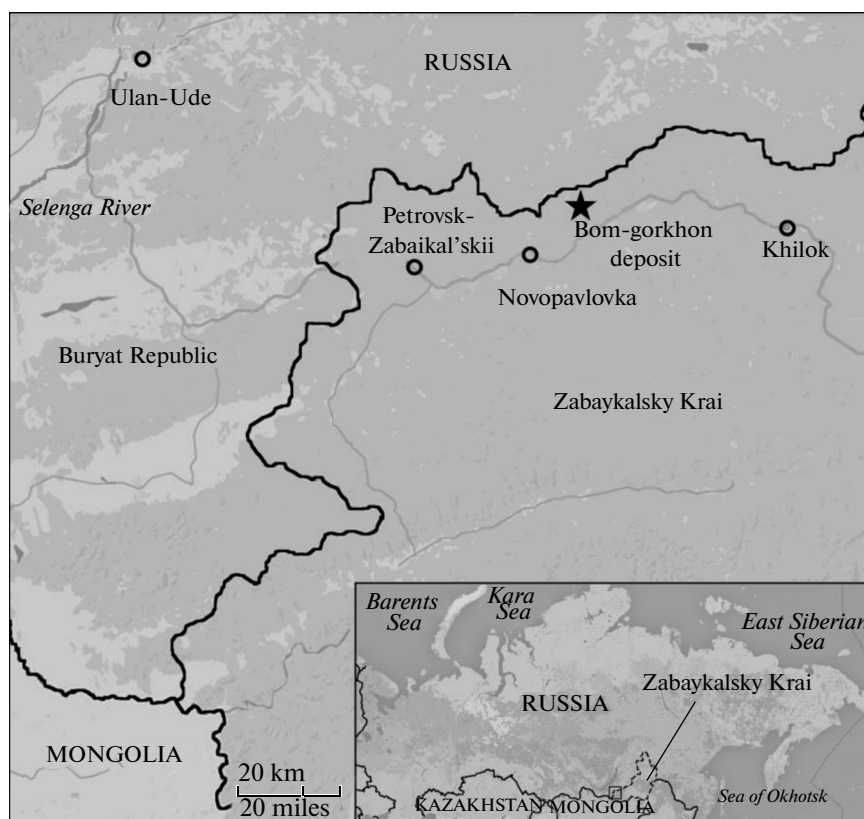 RUSSIA
Ulan-Ude
Selenga River
Petrovsk-
Zabaikal'skii
Bom-gorkhon
deposit
Khilok
Novopavlovka
Buryat Republic
Zabaykalsky Krai
MONGOLIA
20 km
20 miles
Barents
Sea
Kara
Sea
East Siberian
Sea
RUSSIA
Zabaykalsky Krai
KAZAKHSTAN
MONGOLIA
Sea of Okhotsk